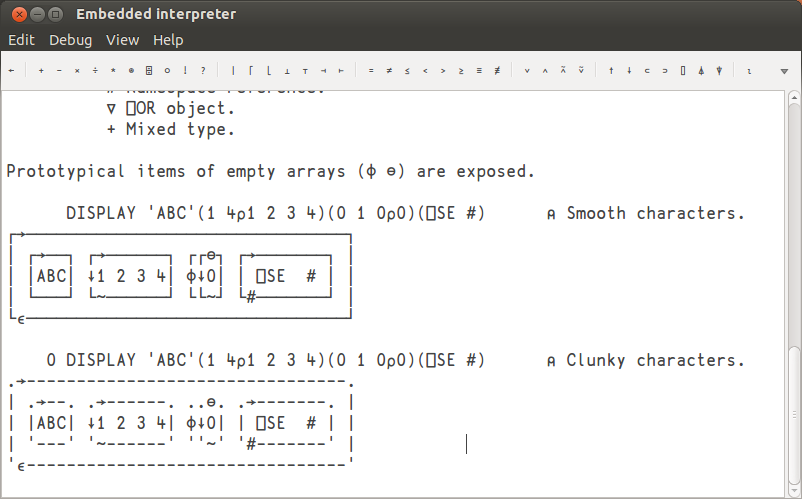 Embedded interpreter
Edit Debug View Help
← + - × ÷ * ⍟ ⌹ ○ ! ? | ⌈ ⌊ ⊥ ⊤ ⊣ ⊢ = ≠ ≤ < > ≥ ≡ ≢ ∨ ∧ ⍲ ⍱ ↑ ↓ ⊂ ⊃ ⌷ ⍋ ⍒ ⍳
# Namespace reference.
∇ ⎕OR object.
+ Mixed type.
Prototypical items of empty arrays (⌽ ⊖) are exposed.
      DISPLAY 'ABC'(1 4⍴1 2 3 4)(0 1 0⍴0)(⎕SE #)      ⍝ Smooth characters.
┌→────────────────────────────────┐
│ ┌→──┐ ┌→──────┐ ┌┌⊖┐ ┌→───────┐ │
│ │ABC│ ↓1 2 3 4│ ⌽↓0│ │ ⎕SE  # │ │
│ └───┘ └~──────┘ └└~┘ └#───────┘ │
└∊────────────────────────────────┘
    0 DISPLAY 'ABC'(1 4⍴1 2 3 4)(0 1 0⍴0)(⎕SE #)      ⍝ Clunky characters.
.→--------------------------------.
| .→--. .→------. ..⊖. .→-------. |
| |ABC| ↓1 2 3 4| ⌽↓0| | ⎕SE  # | |
| '---' '~------' ''~' '#-------' |
'∊--------------------------------'